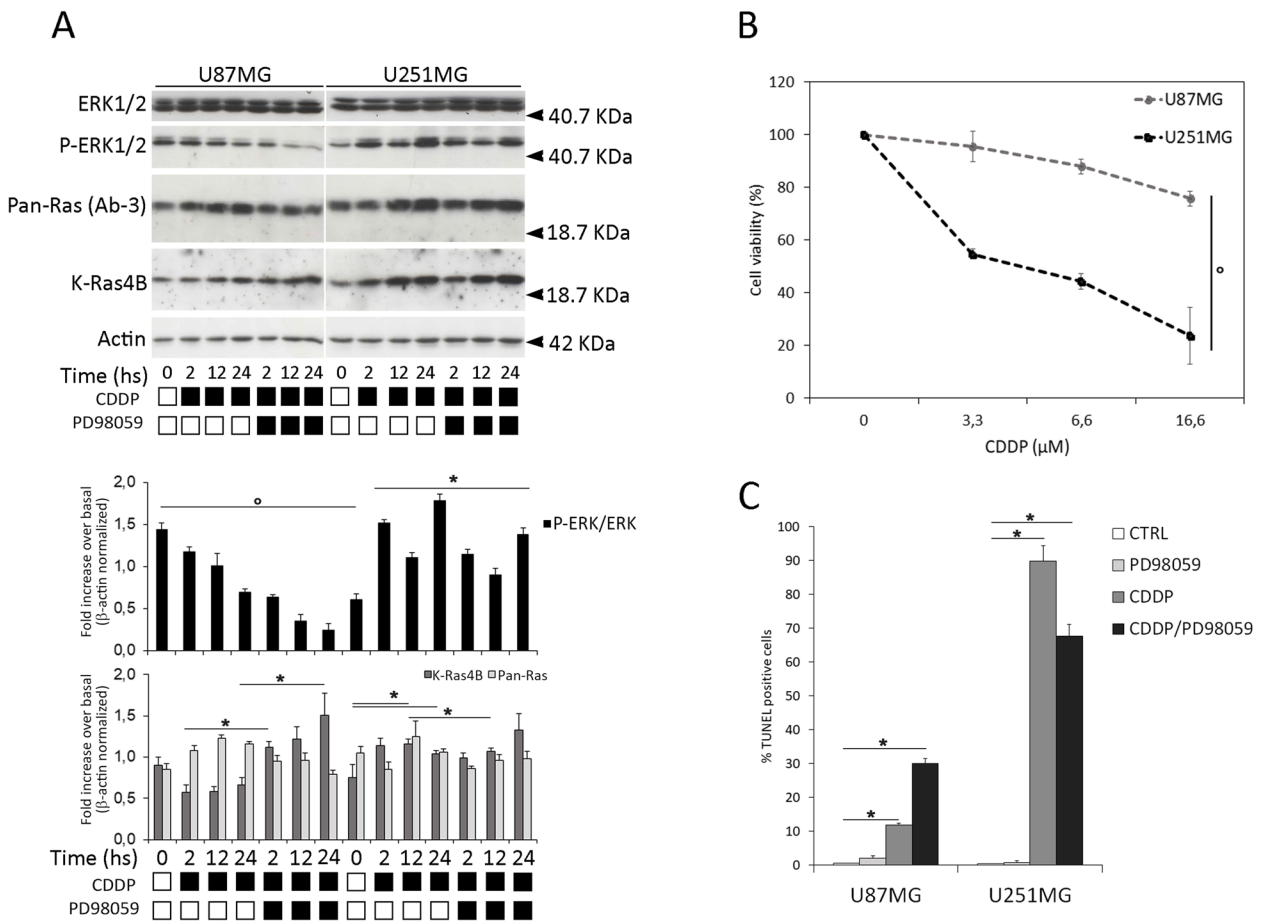 A
U87MG U251MG
ERK1/2
40.7 KDa
P-ERK1/2
40.7 KDa
Pan-Ras (Ab-3)
18.7 KDa
K-Ras4B
18.7 KDa
Actin
42 KDa
Time (hs) 0 2 12 24 2 12 24 0 2 12 24 2 12 24
CDDP
PD98059
Fold increase over basal
(β-actin normalized)
2,0
1,5
1,0
0,5
0,0
°
*
P-ERK/ERK
Fold increase over basal
(β-actin normalized)
2,0
1,5
1,0
0,5
0,0
K-Ras4B Pan-Ras
*
*
*
*
Time (hs) 0 2 12 24 2 12 24 0 2 12 24 2 12 24
CDDP
PD98059
B
Cell viability (%)
120
100
80
60
40
20
0
U87MG
U251MG
°
0 3,3 6,6 16,6
CDDP (µM)
C
% TUNEL positive cells
100
90
80
70
60
50
40
30
20
10
0
*
*
*
*
CTRL
PD98059
CDDP
CDDP/PD98059
U87MG U251MG